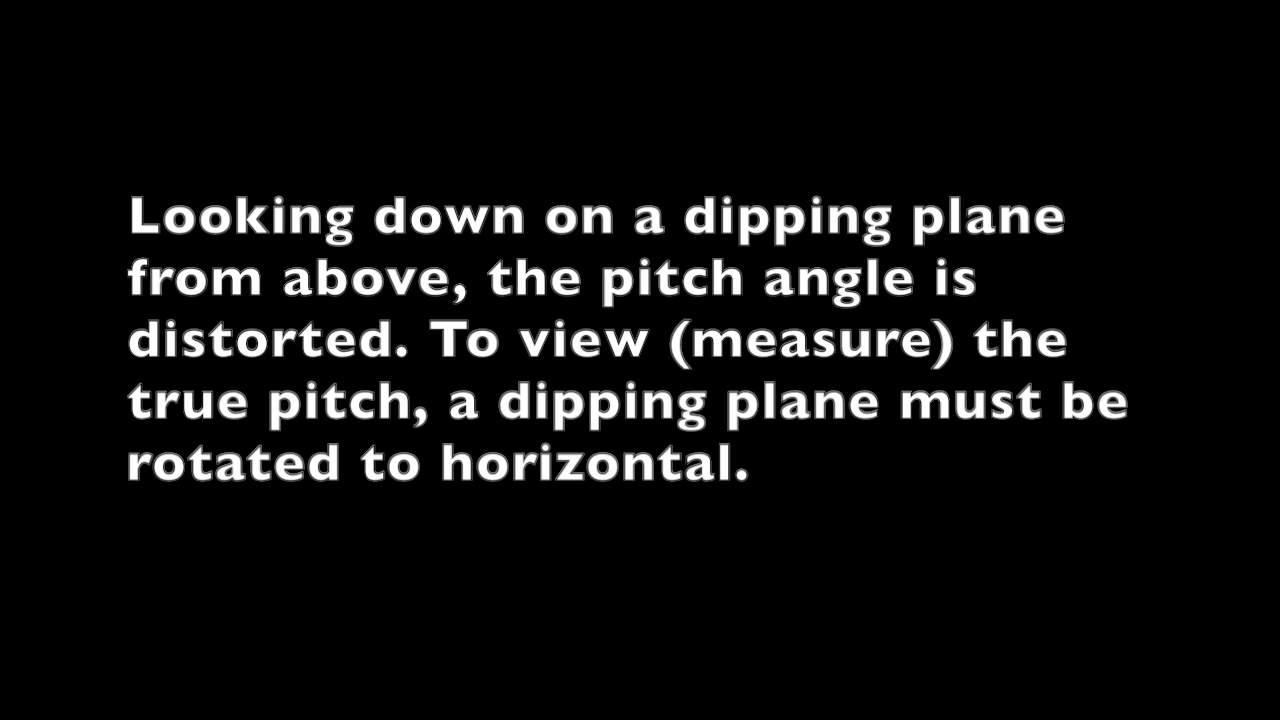 Looking down on a dipping plane
from above, the pitch angle is
distorted. To view (measure) the
true pitch, a dipping plane must be
rotated to horizontal.